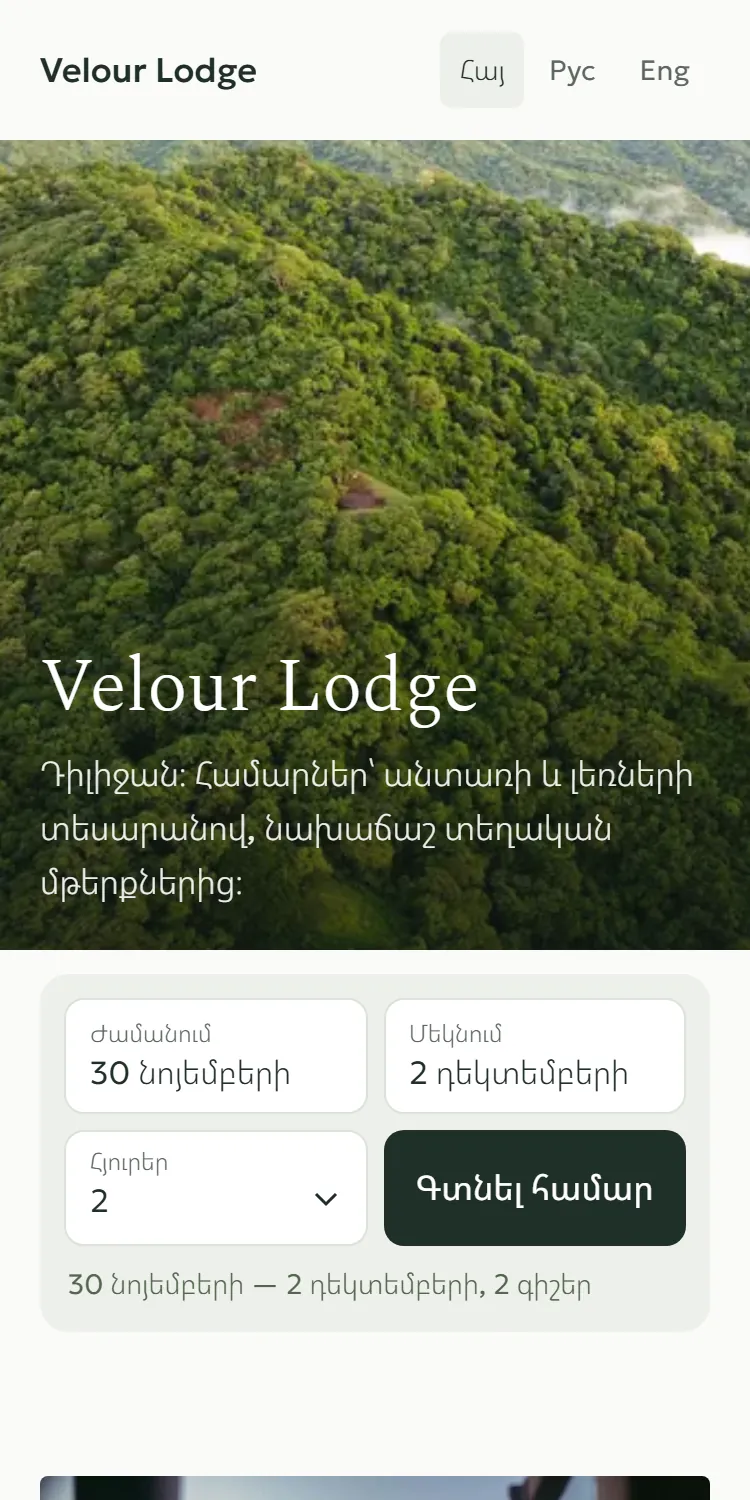 Velour Lodge
Հայ Рус Eng
Velour Lodge
Դիլիջան։ Համարներ՝ անտառի և լեռների
տեսարանով, նախաճաշ տեղական
մթերքներից։
Ժամանում
30 նոյեմբերի
Մեկնում
2 դեկտեմբերի
Հյուրեր
2
Գտնել համար
30 նոյեմբերի — 2 դեկտեմբերի, 2 գիշեր